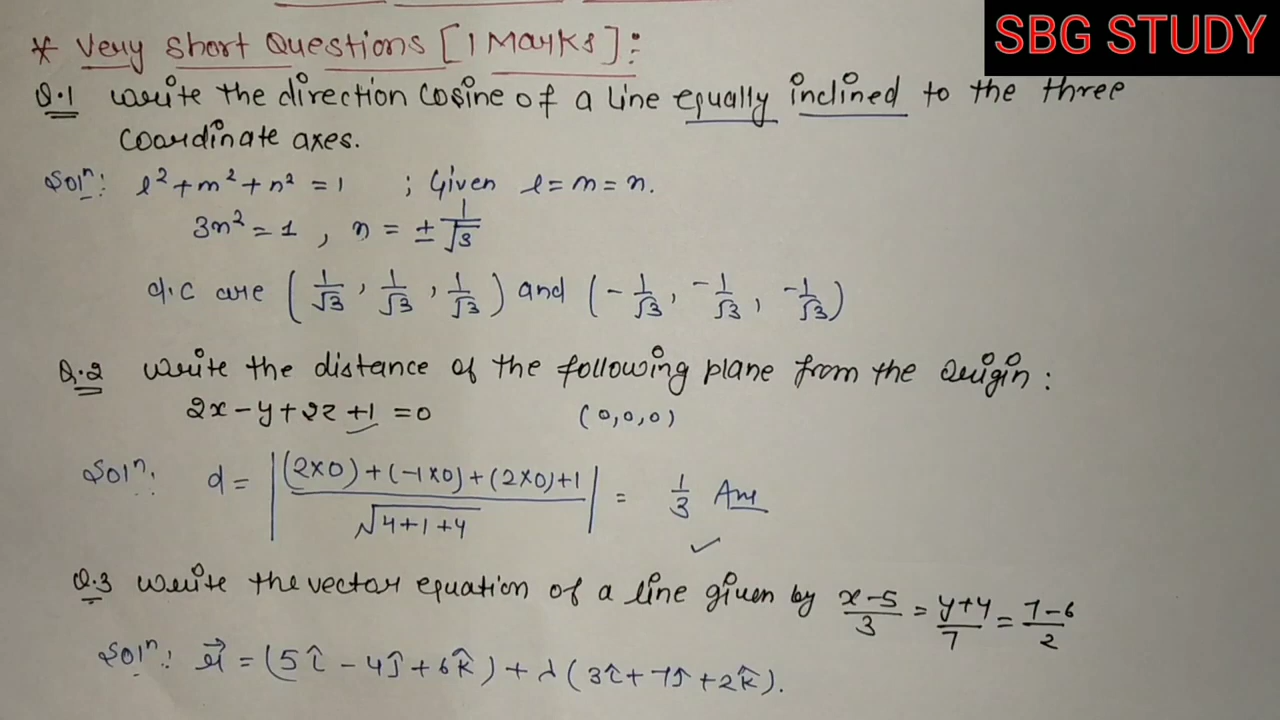 SBG STUDY
* Very Short Questions [1 Marks]:
Q.1 Write the direction Cosine of a line equally inclined to the three
coordinate axes.
Solⁿ: l² + m² + n² = 1 ; Given l = m = n.
3n² = 1 , n = ± 1/√3
d.c are (1/√3 , 1/√3 , 1/√3) and (-1/√3, -1/√3, -1/√3)
Q.2 Write the distance of the following plane from the origin :
2x - y + 2z + 1 = 0 (0,0,0)
Solⁿ: d = |(2×0) + (-1×0) + (2×0) + 1 / √4+1+4| = 1/3 Ans
Q.3 Write the vector equation of a line given by x-5/3 = y+4/7 = 7-6/2
Solⁿ: r⃗ = (5î - 4ĵ + 6k̂) + λ(3î + 7ĵ + 2k̂).